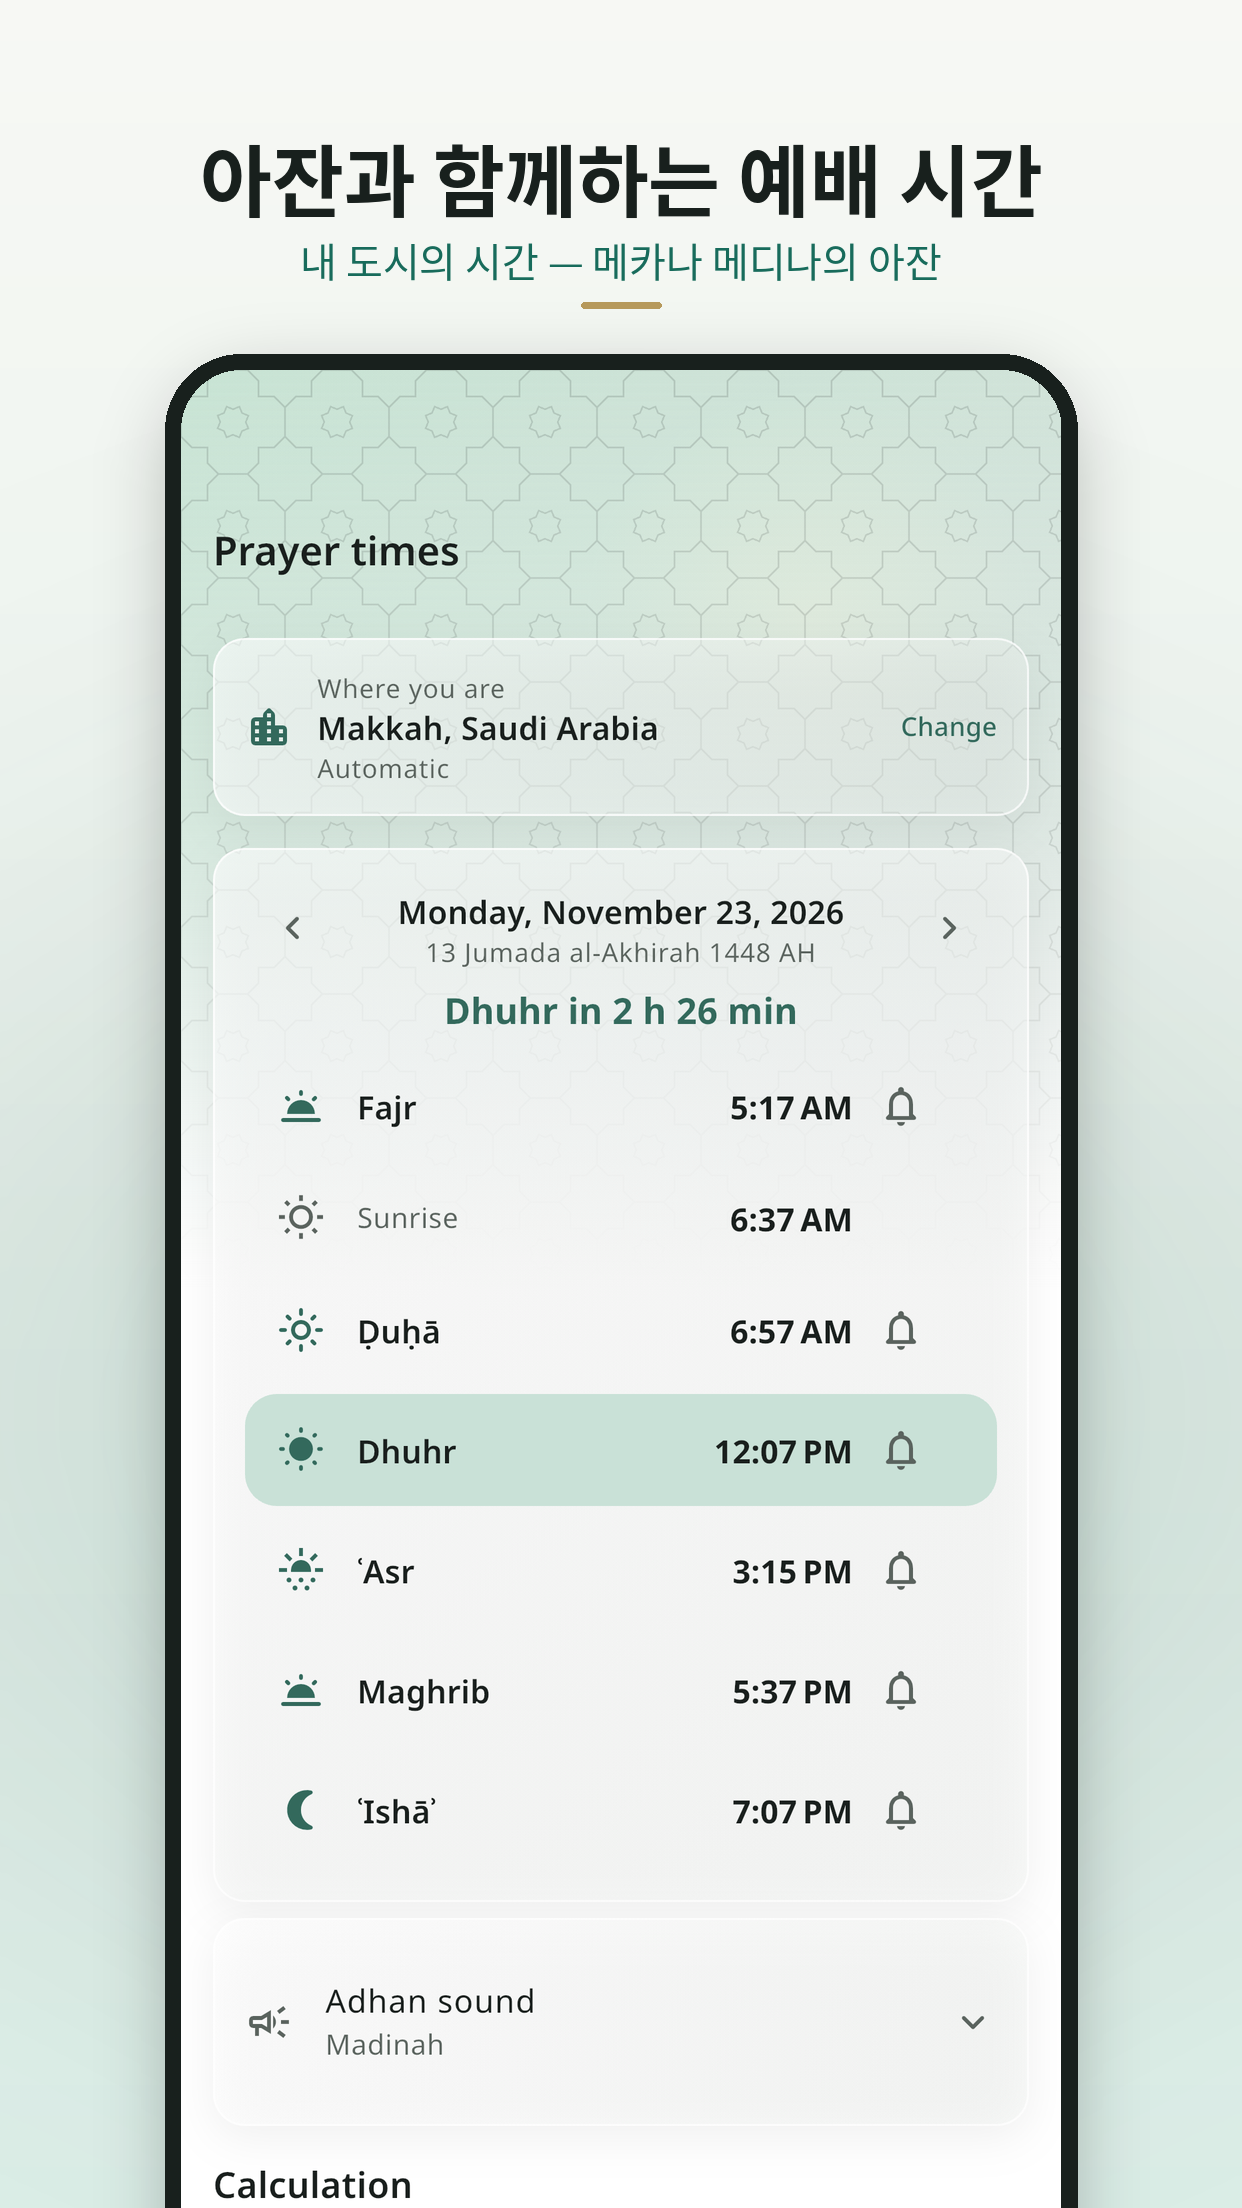 아잔과 함께하는 예배 시간
내 도시의 시간 — 메카나 메디나의 아잔
Prayer times
Where you are
Makkah, Saudi Arabia
Automatic
Change
Monday, November 23, 2026
13 Jumada al-Akhirah 1448 AH
Dhuhr in 2 h 26 min
Fajr 5:17 AM
Sunrise 6:37 AM
Ḍuḥā 6:57 AM
Dhuhr 12:07 PM
ʿAsr 3:15 PM
Maghrib 5:37 PM
ʿIshāʾ 7:07 PM
Adhan sound
Madinah
Calculation